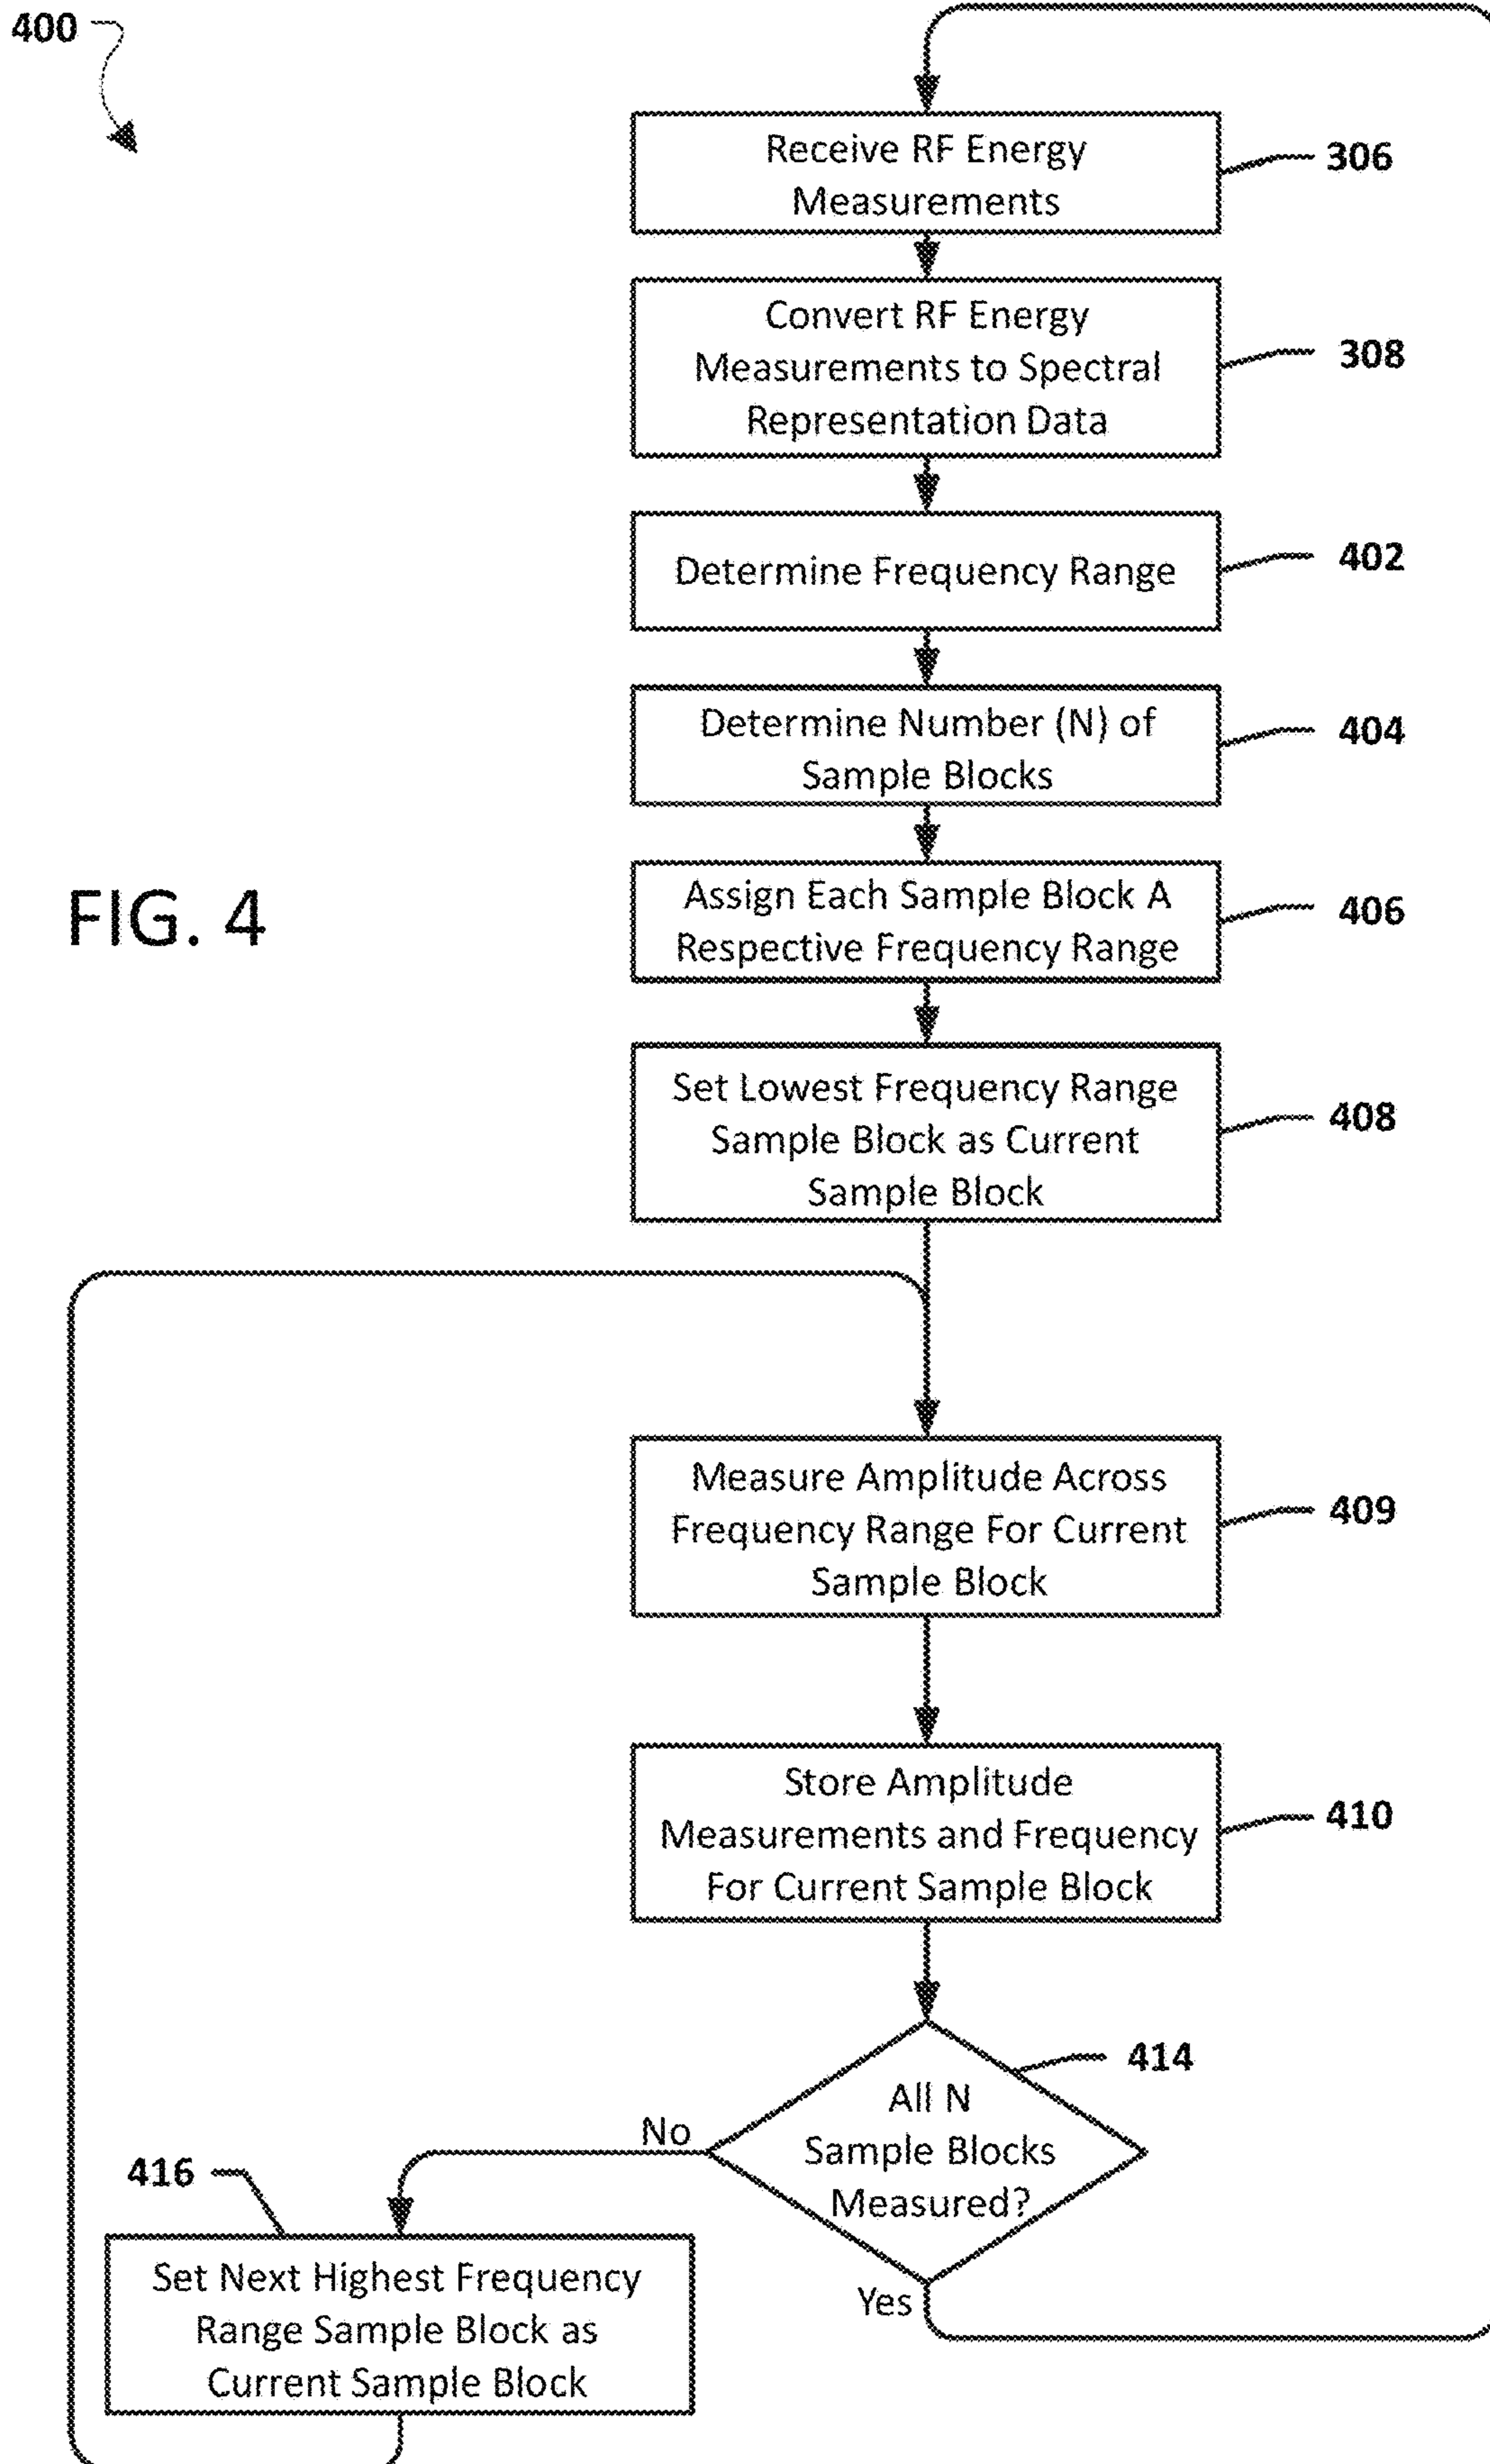 400
Receive RF Energy
Measurements
306
Convert RF Energy
Measurements to Spectral
Representation Data
308
Determine Frequency Range
402
Determine Number (N) of
Sample Blocks
404
Assign Each Sample Block A
Respective Frequency Range
406
FIG. 4
Set Lowest Frequency Range
Sample Block as Current
Sample Block
408
Measure Amplitude Across
Frequency Range For Current
Sample Block
409
Store Amplitude
Measurements and Frequency
For Current Sample Block
410
414
All N
Sample Blocks
Measured?
No
Yes
416
Set Next Highest Frequency
Range Sample Block as
Current Sample Block